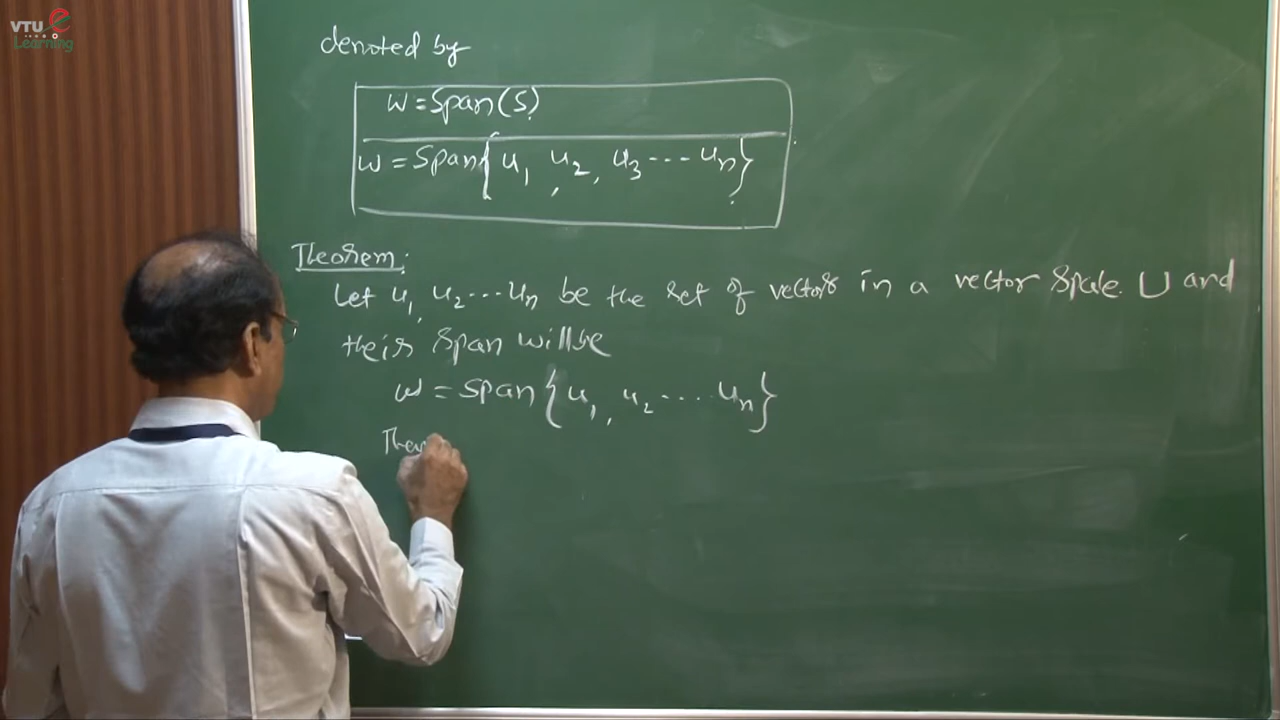 VTU e
Learning
denoted by
W = Span(S)
W = Span{u1, u2, u3 --- un}
Theorem:
Let u1, u2 --- un be the set of vectors in a vector Space U and
their Span will be
W = Span{u1, u2 .... un}
Then